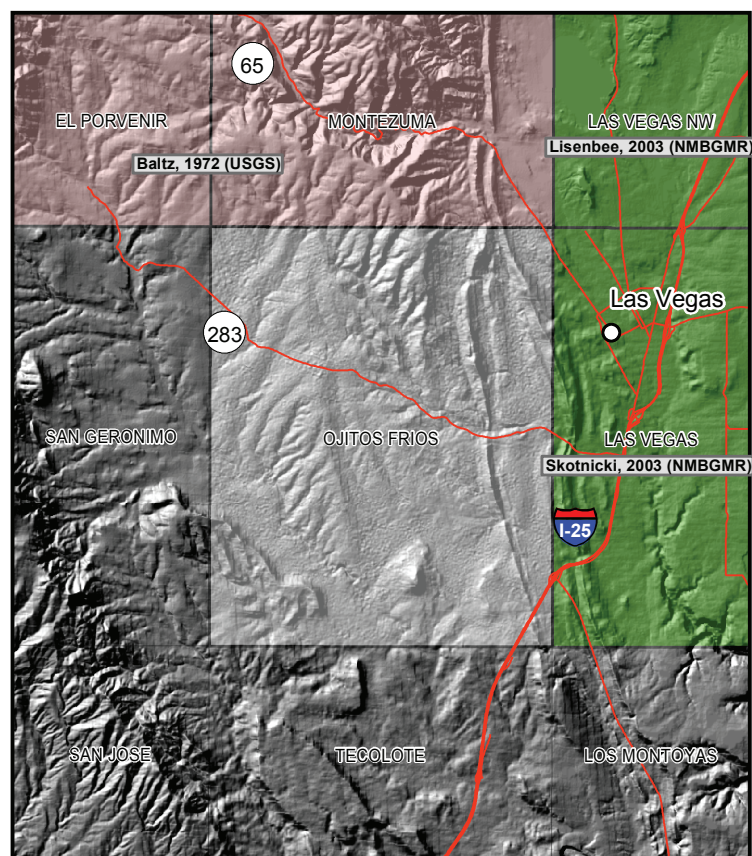 65
EL PORVENIR
MONTEZUMA
LAS VEGAS NW
Lisenbee, 2003 (NMBGMR)
Baltz, 1972 (USGS)
Las Vegas
283
SAN GERONIMO
OJITOS FRIOS
LAS VEGAS
Skotnicki, 2003 (NMBGMR)
I-25
SAN JOSE
TECOLOTE
LOS MONTOYAS